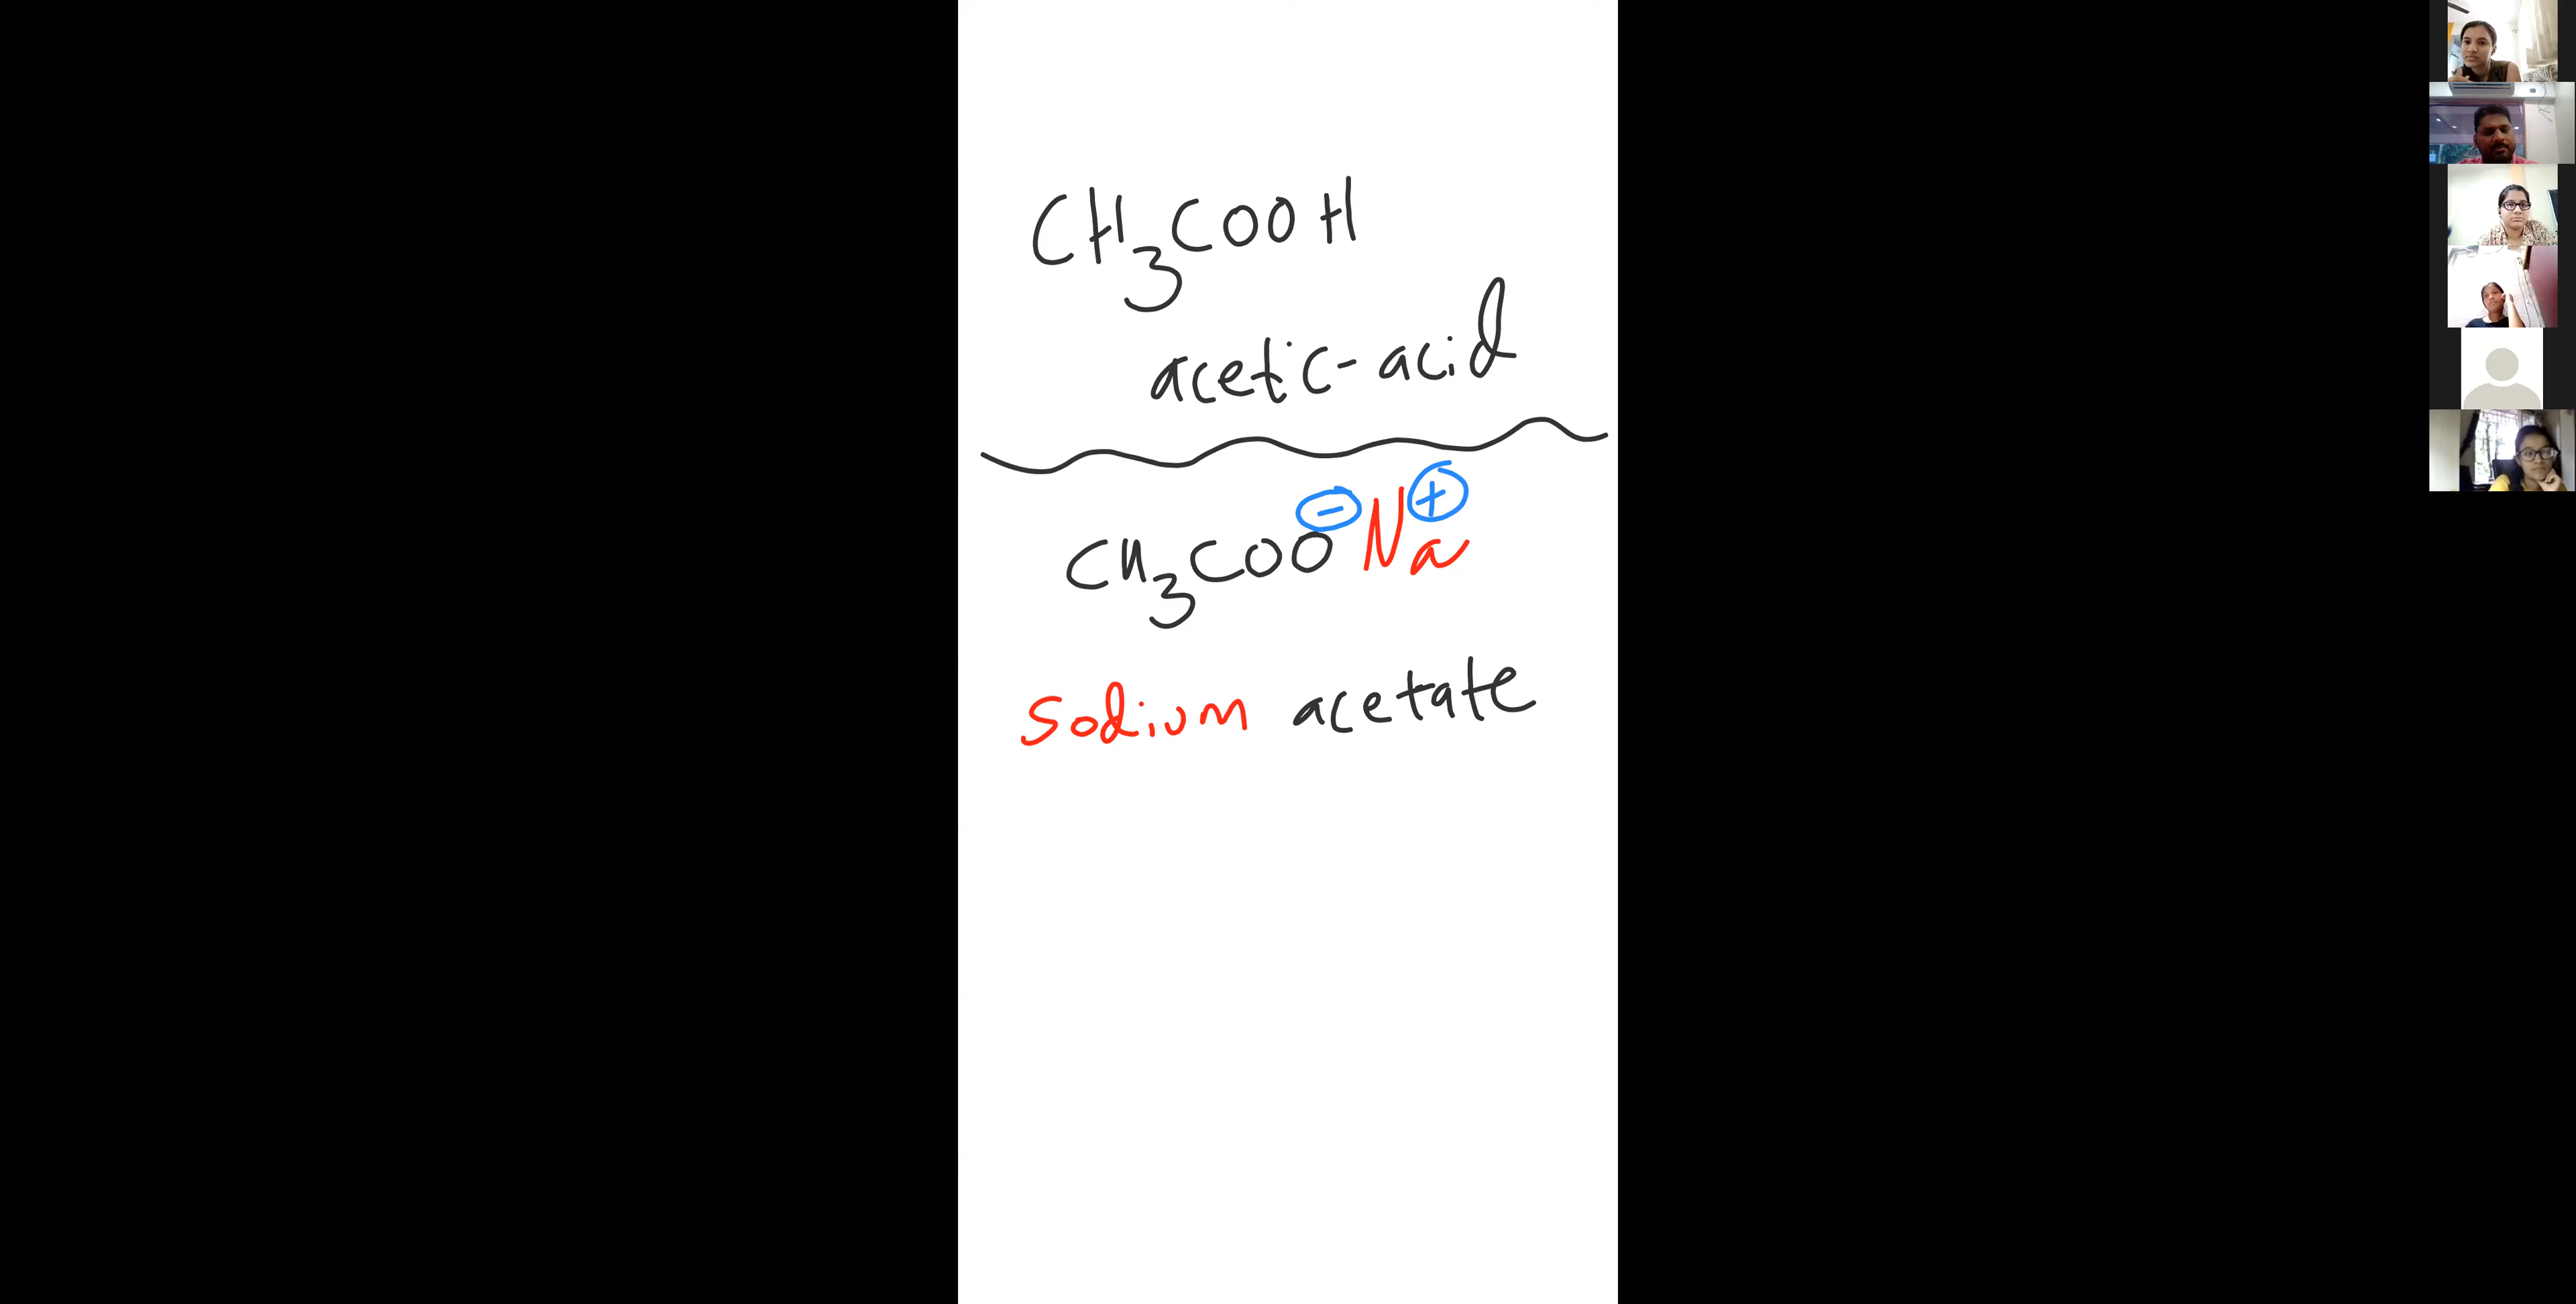 CH3COOH
acetic-acid
CH3COO⊖Na⊕
Sodium acetate